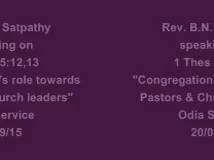 Satpathy
ing on
5:12,13
's role towards
urch leaders"
ervice
9/15
Rev. B.N.
speaki
1 Thes
"Congregation
Pastors & Chu
Odia S
20/0